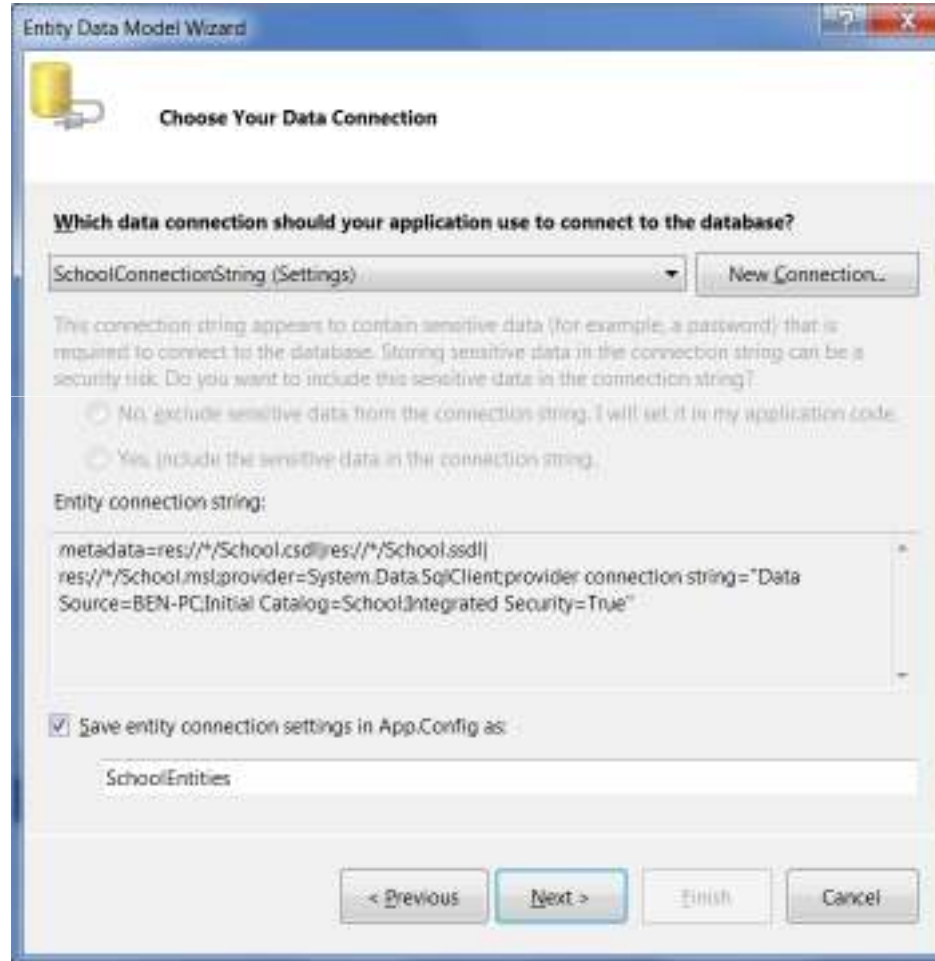 Entity Data Model Wizard
Choose Your Data Connection
Which data connection should your application use to connect to the database?
SchoolConnectionString (Settings)
New Connection...
This connection string appears to contain sensitive data (for example, a password) that is
required to connect to the database. Storing sensitive data in the connection string can be a
security risk. Do you want to include this sensitive data in the connection string?
No, exclude sensitive data from the connection string. I will set it in my application code.
Yes, include the sensitive data in the connection string.
Entity connection string:
metadata=res://*/School.csdl|res://*/School.ssdl|
res://*/School.msl;provider=System.Data.SqlClient;provider connection string="Data
Source=BEN-PC;Initial Catalog=School;Integrated Security=True"
Save entity connection settings in App.Config as:
SchoolEntities
< Previous
Next >
Finish
Cancel